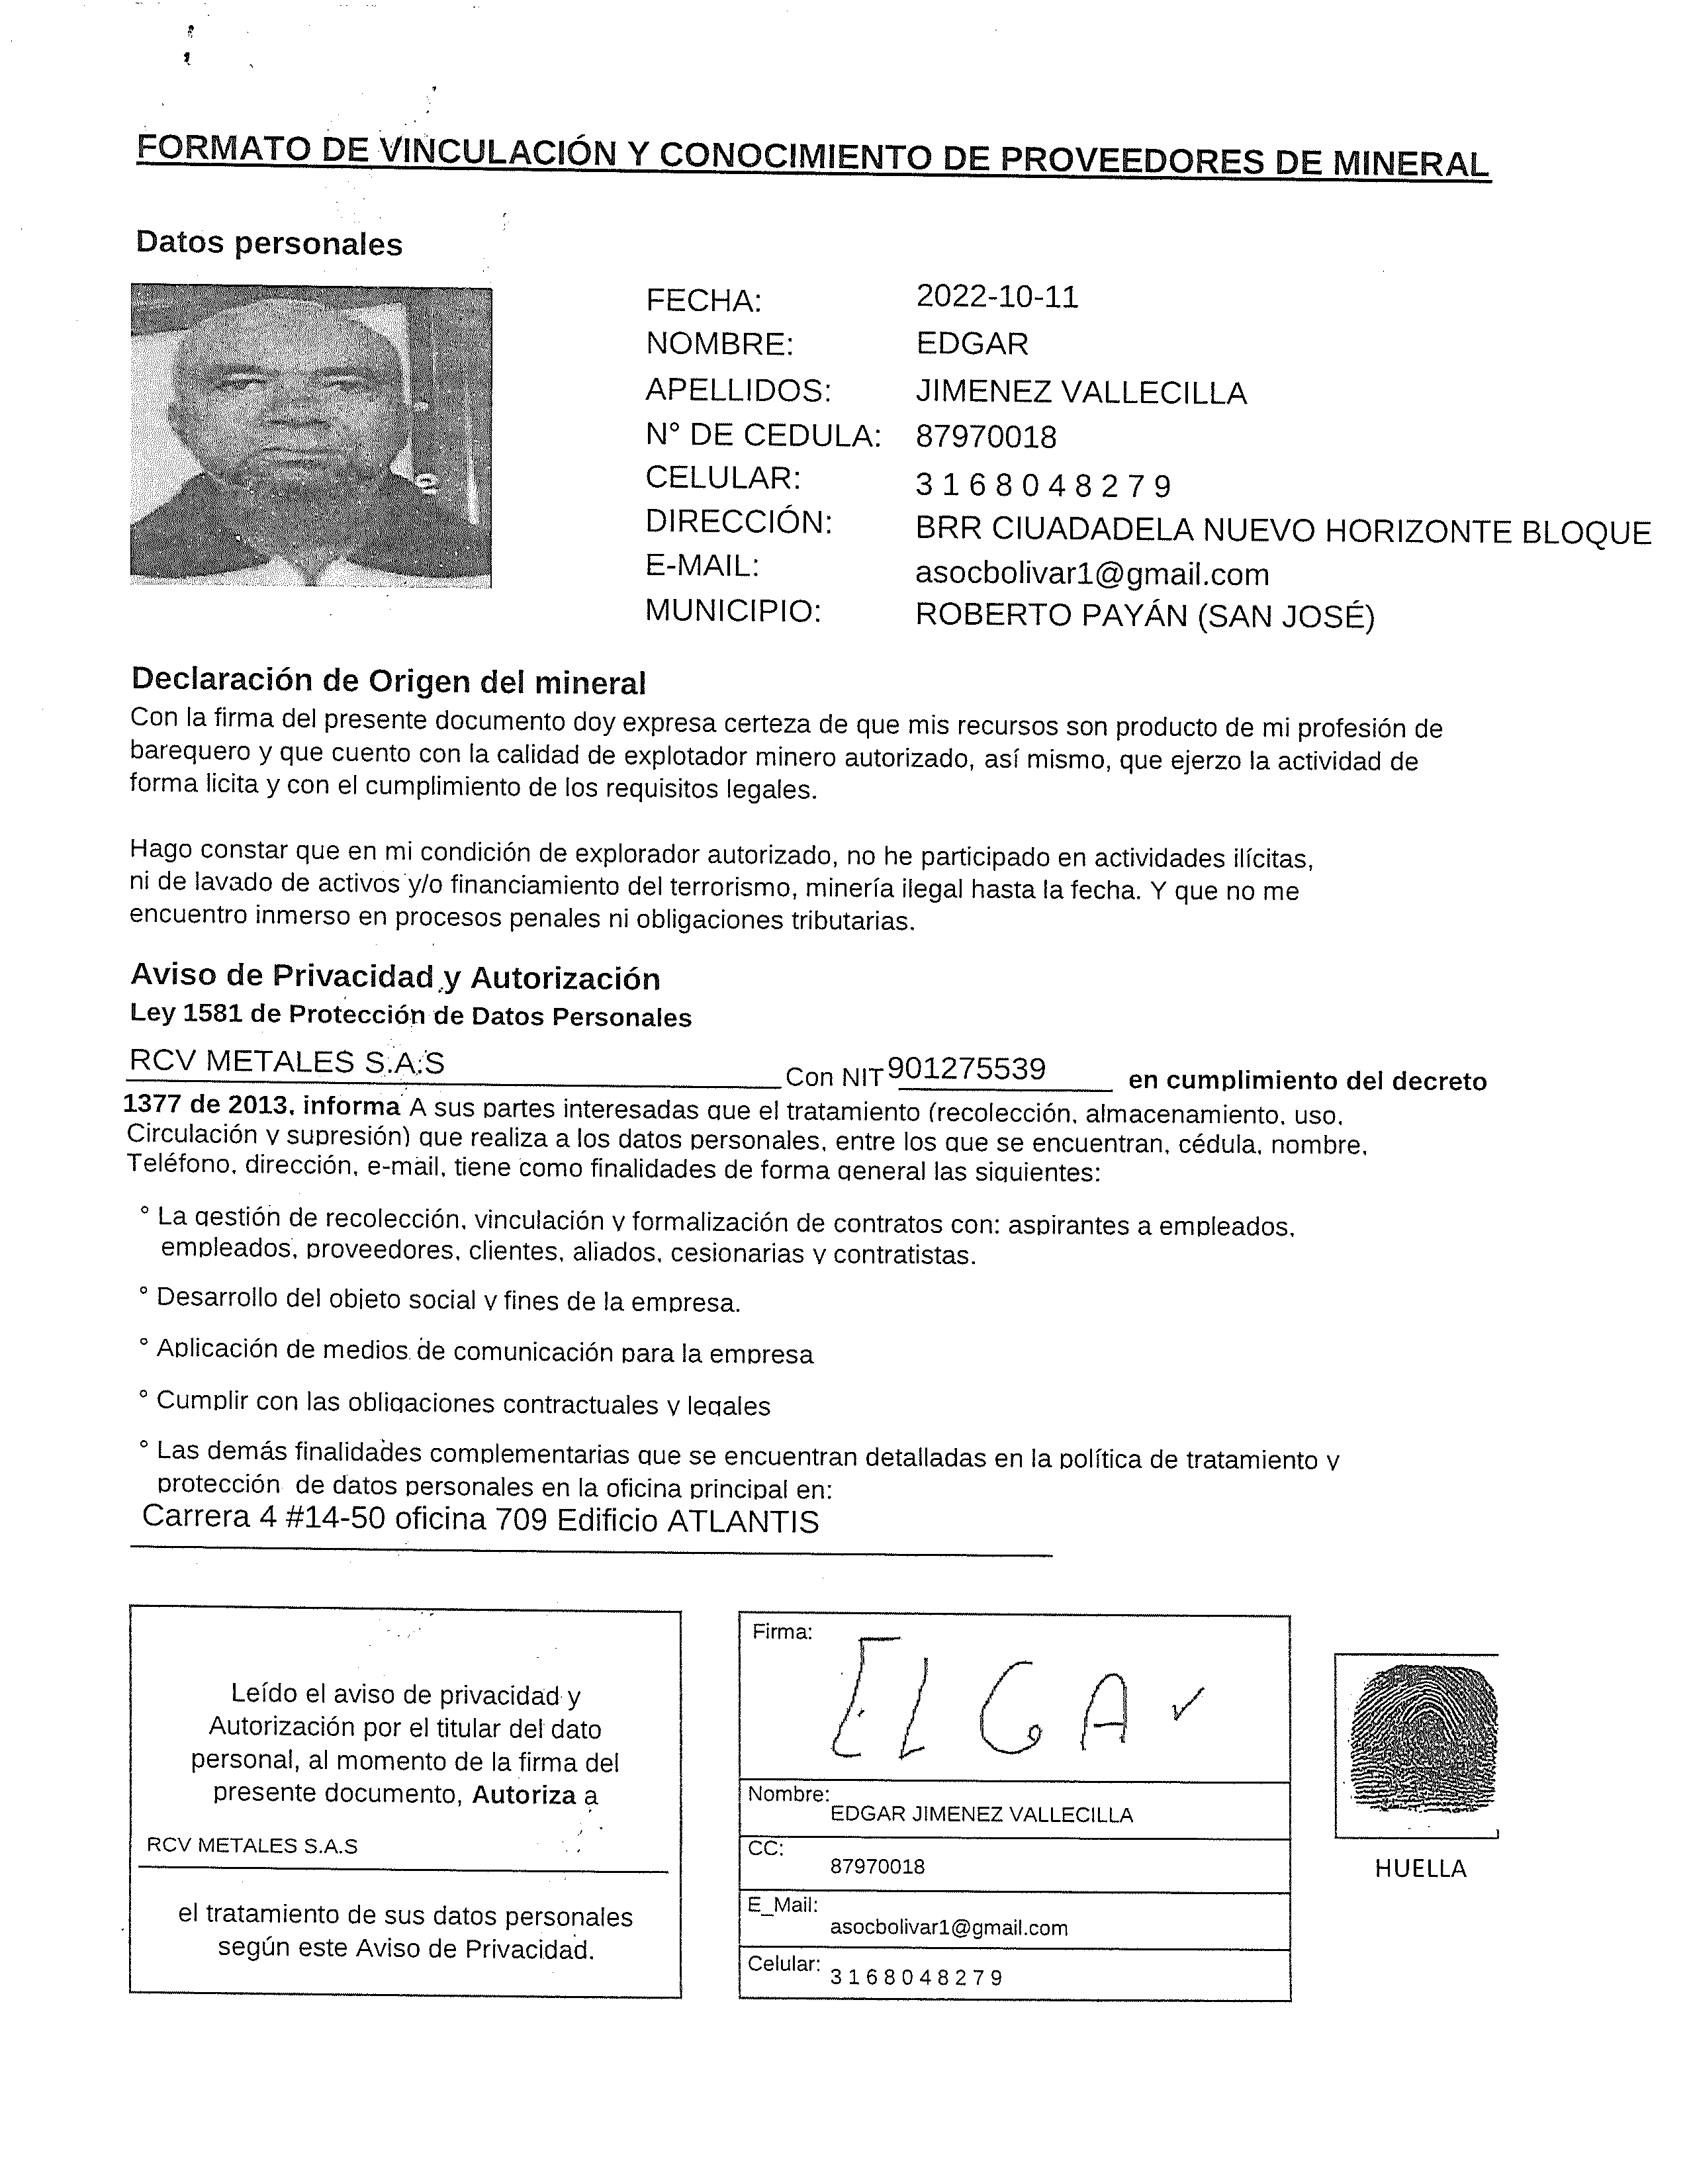 FORMATO DE VINCULACIÓN Y CONOCIMIENTO DE PROVEEDORES DE MINERAL
Datos personales
FECHA: 2022-10-11
NOMBRE: EDGAR
APELLIDOS: JIMENEZ VALLECILLA
N° DE CEDULA: 87970018
CELULAR: 3 1 6 8 0 4 8 2 7 9
DIRECCIÓN: BRR CIUADADELA NUEVO HORIZONTE BLOQUE
E-MAIL: asocbolivar1@gmail.com
MUNICIPIO: ROBERTO PAYÁN (SAN JOSÉ)
Declaración de Origen del mineral
Con la firma del presente documento doy expresa certeza de que mis recursos son producto de mi profesión de
barequero y que cuento con la calidad de explotador minero autorizado, así mismo, que ejerzo la actividad de
forma licita y con el cumplimiento de los requisitos legales.
Hago constar que en mi condición de explorador autorizado, no he participado en actividades ilícitas,
ni de lavado de activos y/o financiamiento del terrorismo, minería ilegal hasta la fecha. Y que no me
encuentro inmerso en procesos penales ni obligaciones tributarias.
Aviso de Privacidad y Autorización
Ley 1581 de Protección de Datos Personales
RCV METALES S.A.S Con NIT 901275539 en cumplimiento del decreto
1377 de 2013, informa A sus partes interesadas que el tratamiento (recolección, almacenamiento, uso,
Circulación y supresión) que realiza a los datos personales, entre los que se encuentran, cédula, nombre,
Teléfono, dirección, e-mail, tiene como finalidades de forma general las siguientes:
° La gestión de recolección, vinculación y formalización de contratos con: aspirantes a empleados,
empleados, proveedores, clientes, aliados, cesionarias y contratistas.
° Desarrollo del objeto social y fines de la empresa.
° Aplicación de medios de comunicación para la empresa
° Cumplir con las obligaciones contractuales y legales
° Las demás finalidades complementarias que se encuentran detalladas en la política de tratamiento y
protección de datos personales en la oficina principal en:
Carrera 4 #14-50 oficina 709 Edificio ATLANTIS
Leído el aviso de privacidad y
Autorización por el titular del dato
personal, al momento de la firma del
presente documento, Autoriza a
RCV METALES S.A.S
el tratamiento de sus datos personales
según este Aviso de Privacidad.
Firma: ELGA
Nombre: EDGAR JIMENEZ VALLECILLA
CC: 87970018
E_Mail: asocbolivar1@gmail.com
Celular: 3 1 6 8 0 4 8 2 7 9
HUELLA